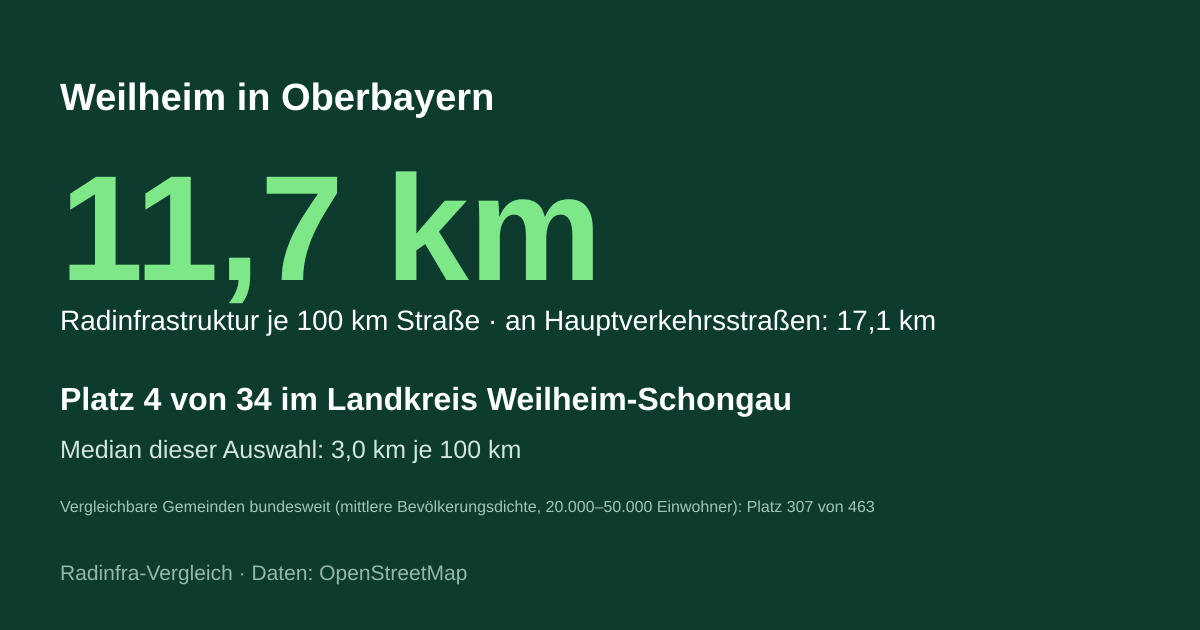 Weilheim in Oberbayern
11,7 km
Radinfrastruktur je 100 km Straße · an Hauptverkehrsstraßen: 17,1 km
Platz 4 von 34 im Landkreis Weilheim-Schongau
Median dieser Auswahl: 3,0 km je 100 km
Vergleichbare Gemeinden bundesweit (mittlere Bevölkerungsdichte, 20.000–50.000 Einwohner): Platz 307 von 463
Radinfra-Vergleich · Daten: OpenStreetMap